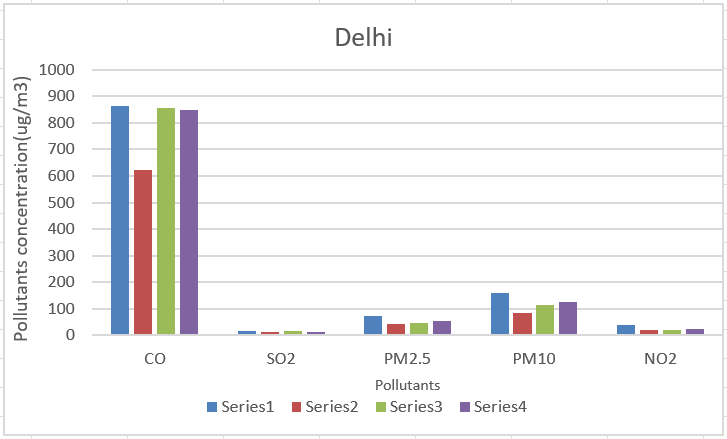 Delhi
Pollutants concentration(ug/m3)
1000
900
800
700
600
500
400
300
200
100
0
CO SO2 PM2.5 PM10 NO2
Pollutants
Series1 Series2 Series3 Series4